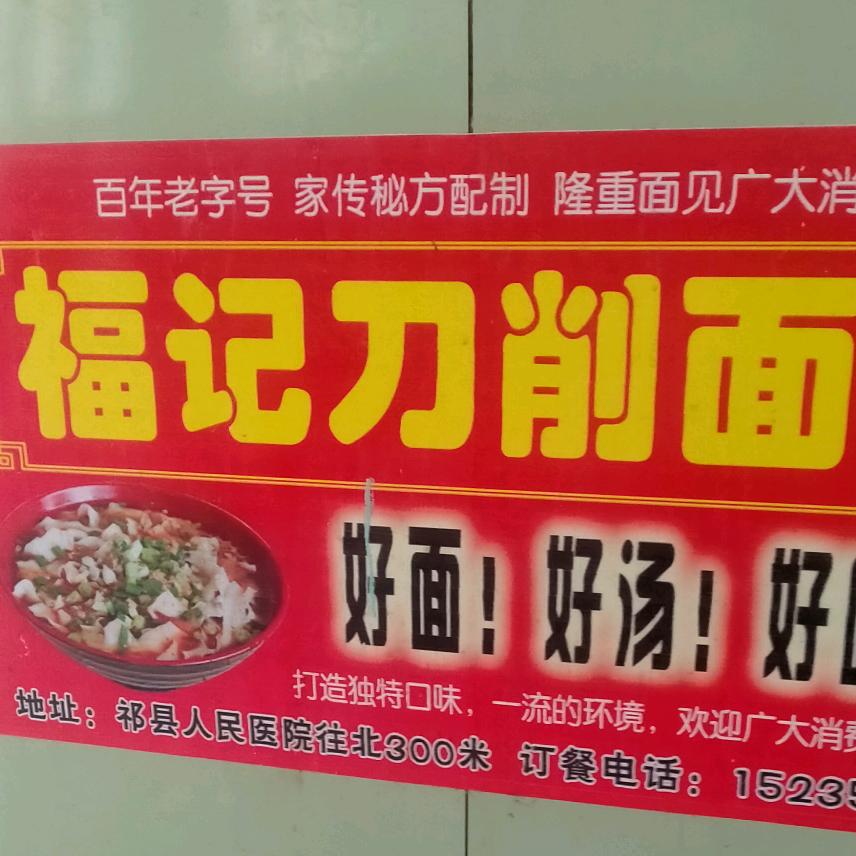 百年老字号 家传秘方配制 隆重面见广大消
福记刀削面
好面！好汤！好
打造独特口味，一流的环境，欢迎广大消费
地址：祁县人民医院往北300米 订餐电话：15235